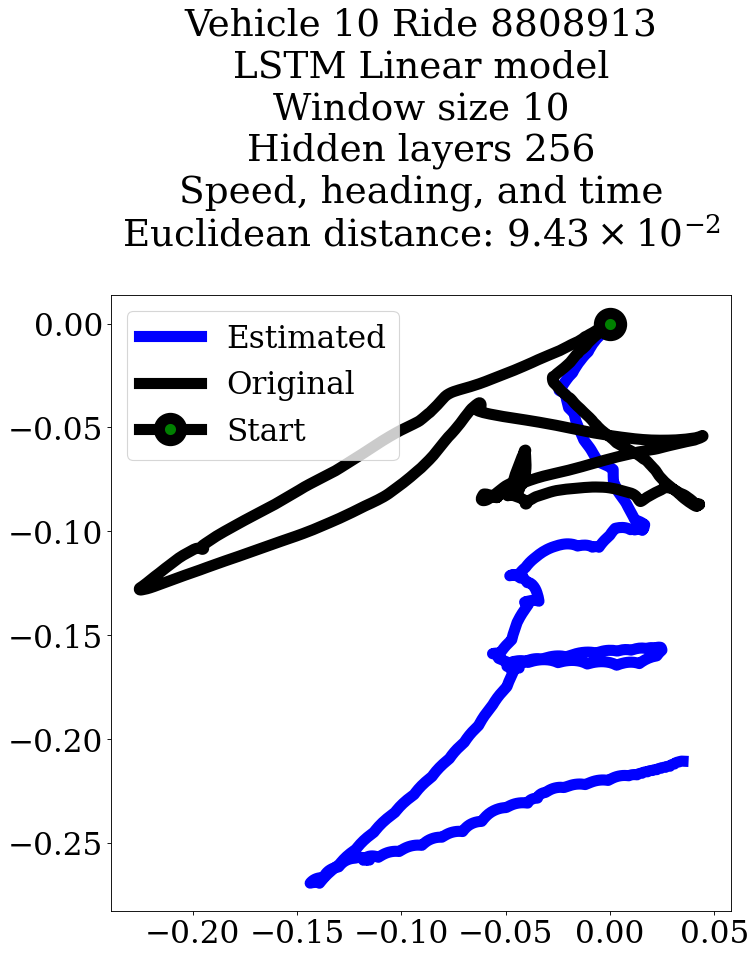 Vehicle 10 Ride 8808913
LSTM Linear model
Window size 10
Hidden layers 256
Speed, heading, and time
Euclidean distance: 9.43 × 10⁻²
Estimated
Original
Start
0.00
−0.05
−0.10
−0.15
−0.20
−0.25
−0.20 −0.15 −0.10 −0.05 0.00 0.05